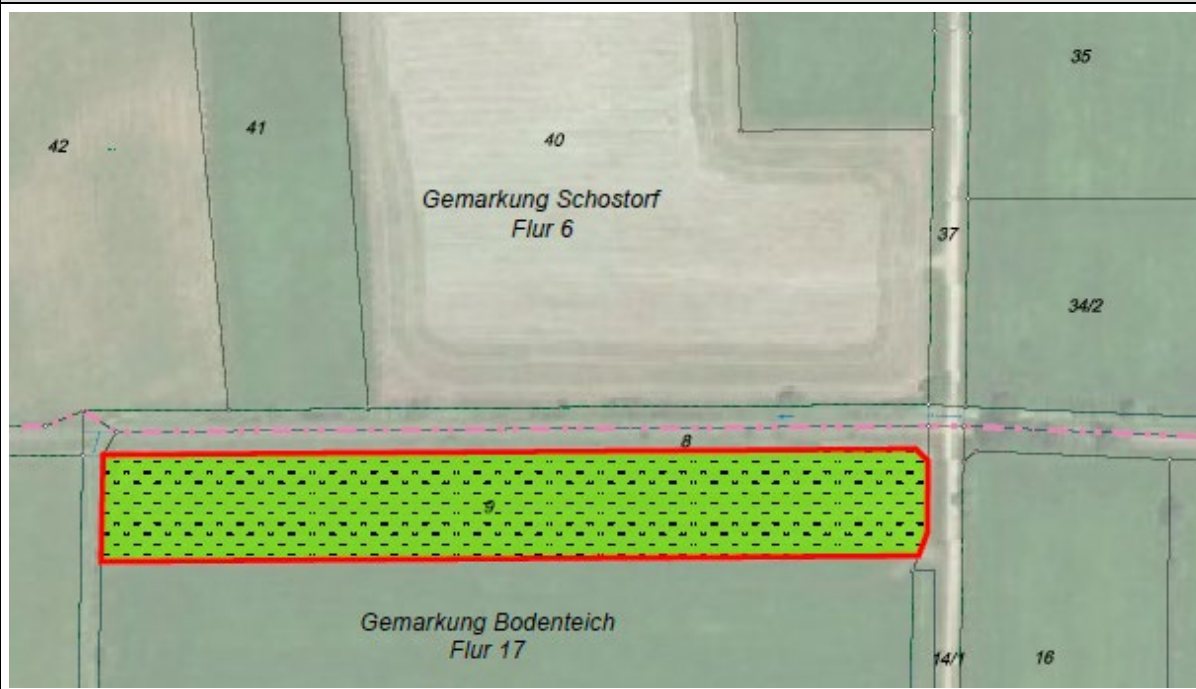 35
41
40
42
Gemarkung Schostorf
Flur 6
37
34/2
8
9
Gemarkung Bodenteich
Flur 17
14/1
16